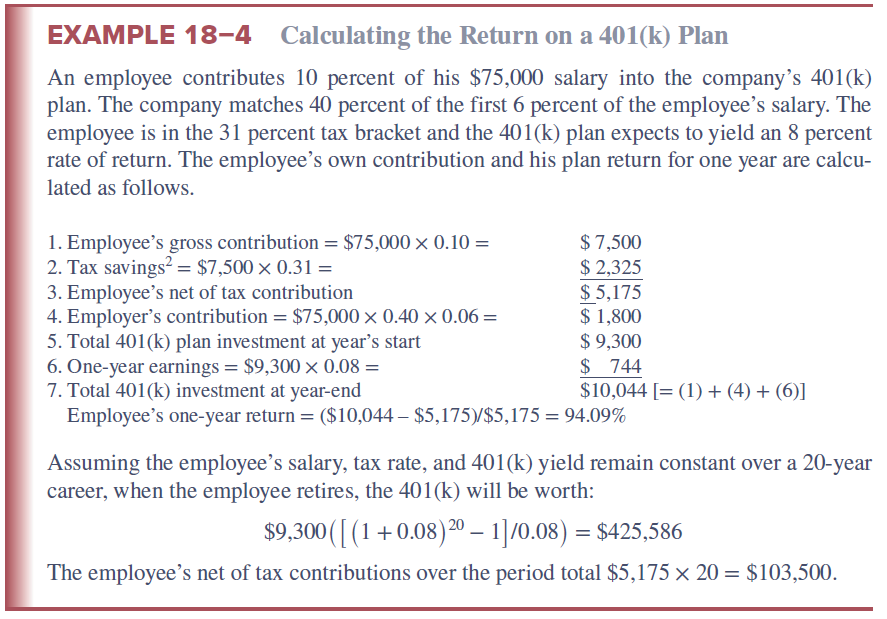 EXAMPLE 18–4 Calculating the Return on a 401(k) Plan
An employee contributes 10 percent of his $75,000 salary into the company’s 401(k)
plan. The company matches 40 percent of the first 6 percent of the employee’s salary. The
employee is in the 31 percent tax bracket and the 401(k) plan expects to yield an 8 percent
rate of return. The employee’s own contribution and his plan return for one year are calcu-
lated as follows.
1. Employee’s gross contribution = $75,000 × 0.10 = $ 7,500
2. Tax savings² = $7,500 × 0.31 = $ 2,325
3. Employee’s net of tax contribution $ 5,175
4. Employer’s contribution = $75,000 × 0.40 × 0.06 = $ 1,800
5. Total 401(k) plan investment at year’s start $ 9,300
6. One-year earnings = $9,300 × 0.08 = $ 744
7. Total 401(k) investment at year-end $10,044 [= (1) + (4) + (6)]
Employee’s one-year return = ($10,044 – $5,175)/$5,175 = 94.09%
Assuming the employee’s salary, tax rate, and 401(k) yield remain constant over a 20-year
career, when the employee retires, the 401(k) will be worth:
$9,300([(1 + 0.08)²⁰ – 1]/0.08) = $425,586
The employee’s net of tax contributions over the period total $5,175 × 20 = $103,500.